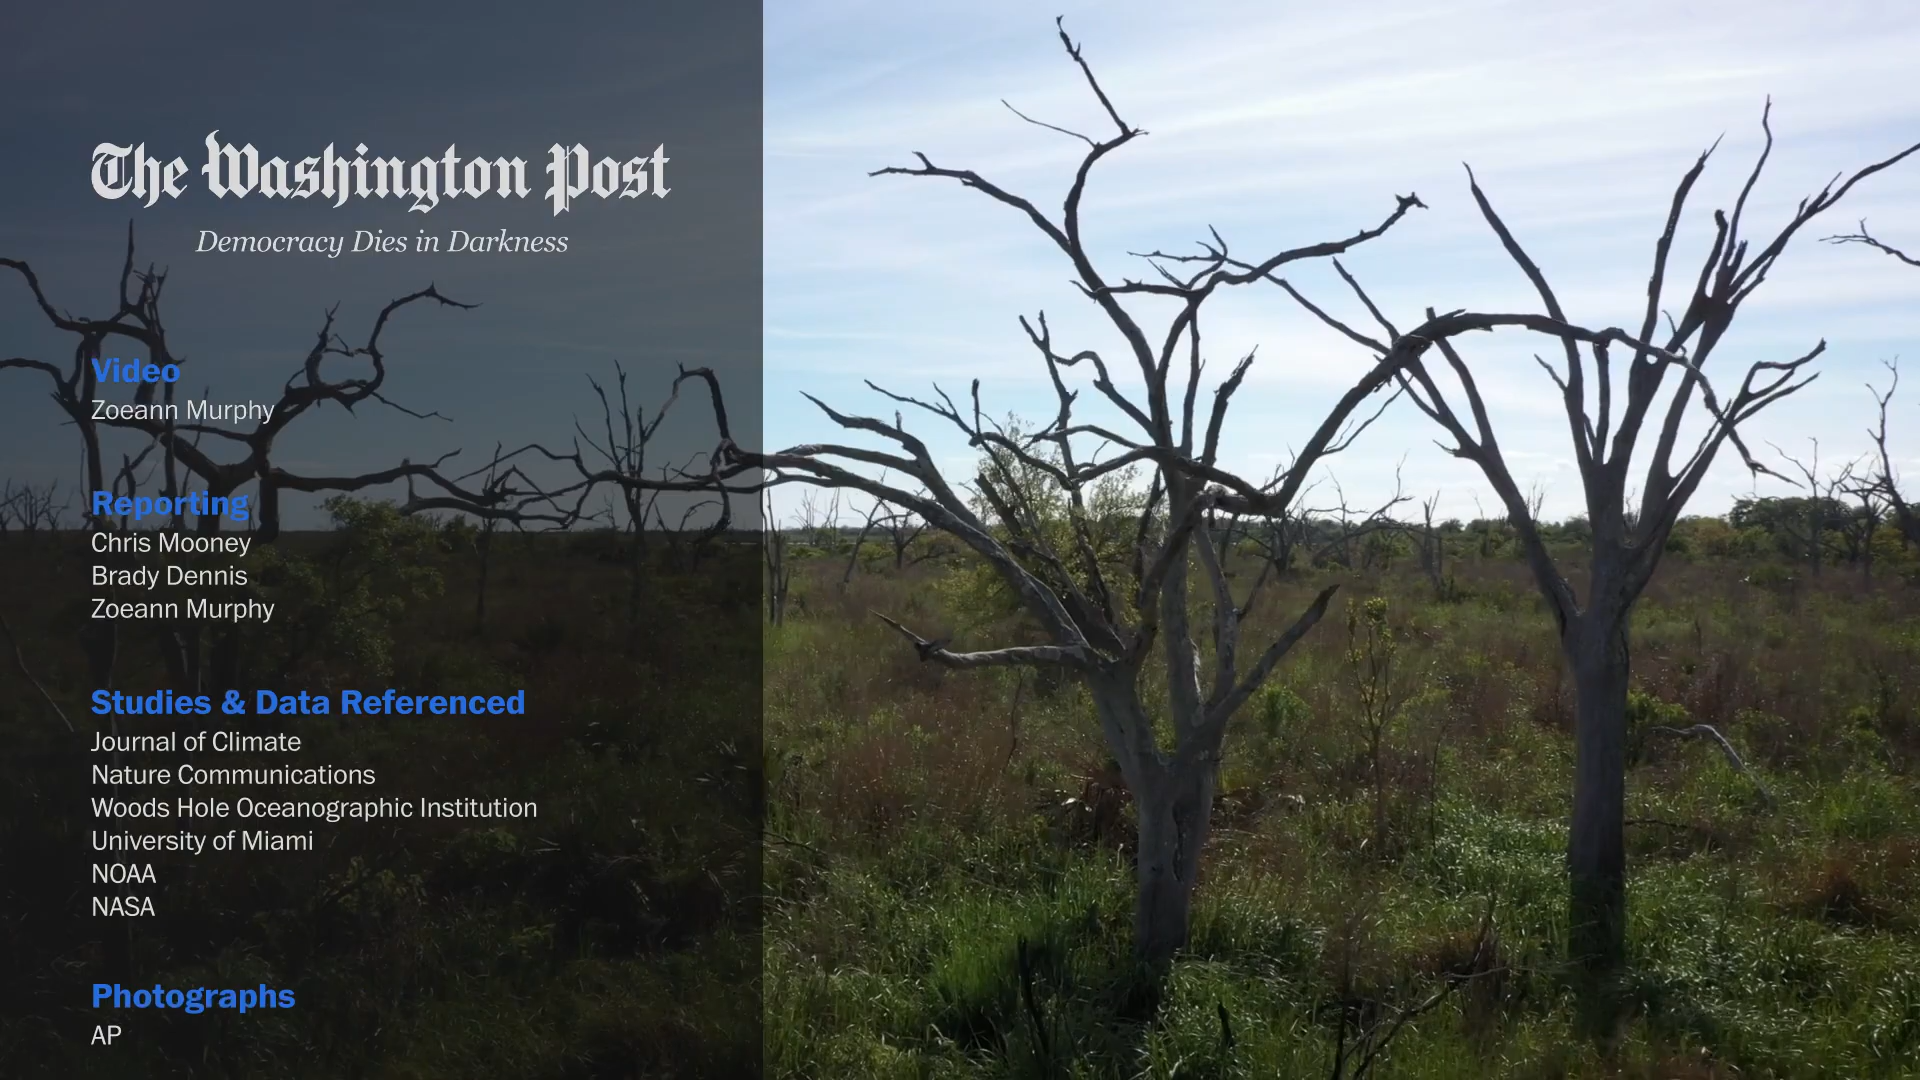 The Washington Post
Democracy Dies in Darkness
Video
Zoeann Murphy
Reporting
Chris Mooney
Brady Dennis
Zoeann Murphy
Studies & Data Referenced
Journal of Climate
Nature Communications
Woods Hole Oceanographic Institution
University of Miami
NOAA
NASA
Photographs
AP